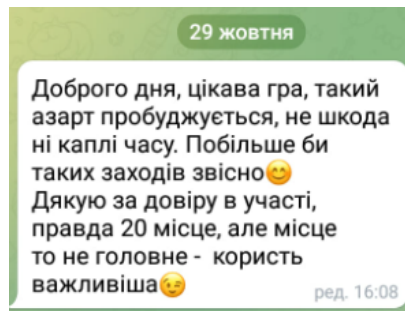 29 жовтня
Доброго дня, цікава гра, такий
азарт пробуджується, не шкода
ні каплі часу. Побільше би
таких заходів звісно😊
Дякую за довіру в участі,
правда 20 місце, але місце
то не головне - користь
важливіша😉
ред. 16:08